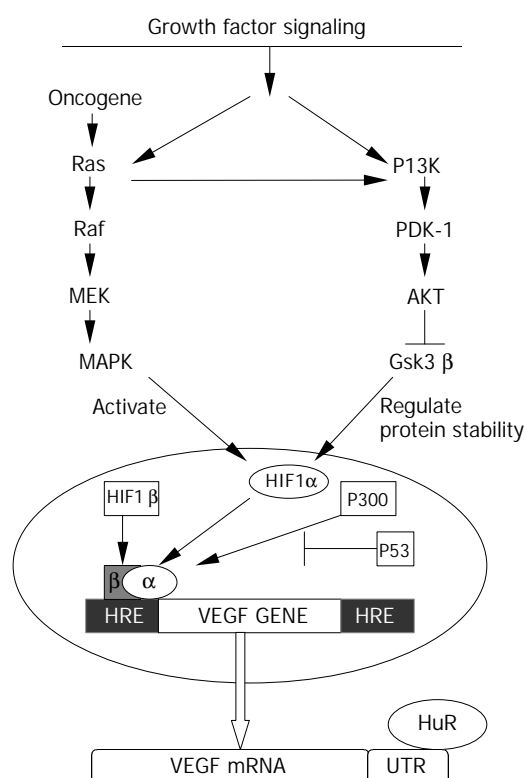 Growth factor signaling
Oncogene
Ras
P13K
Raf
PDK-1
MEK
AKT
MAPK
Gsk3 β
Activate
Regulate
protein stability
HIF1α
HIF1 β
P300
P53
β
α
HRE
VEGF GENE
HRE
HuR
VEGF mRNA
UTR